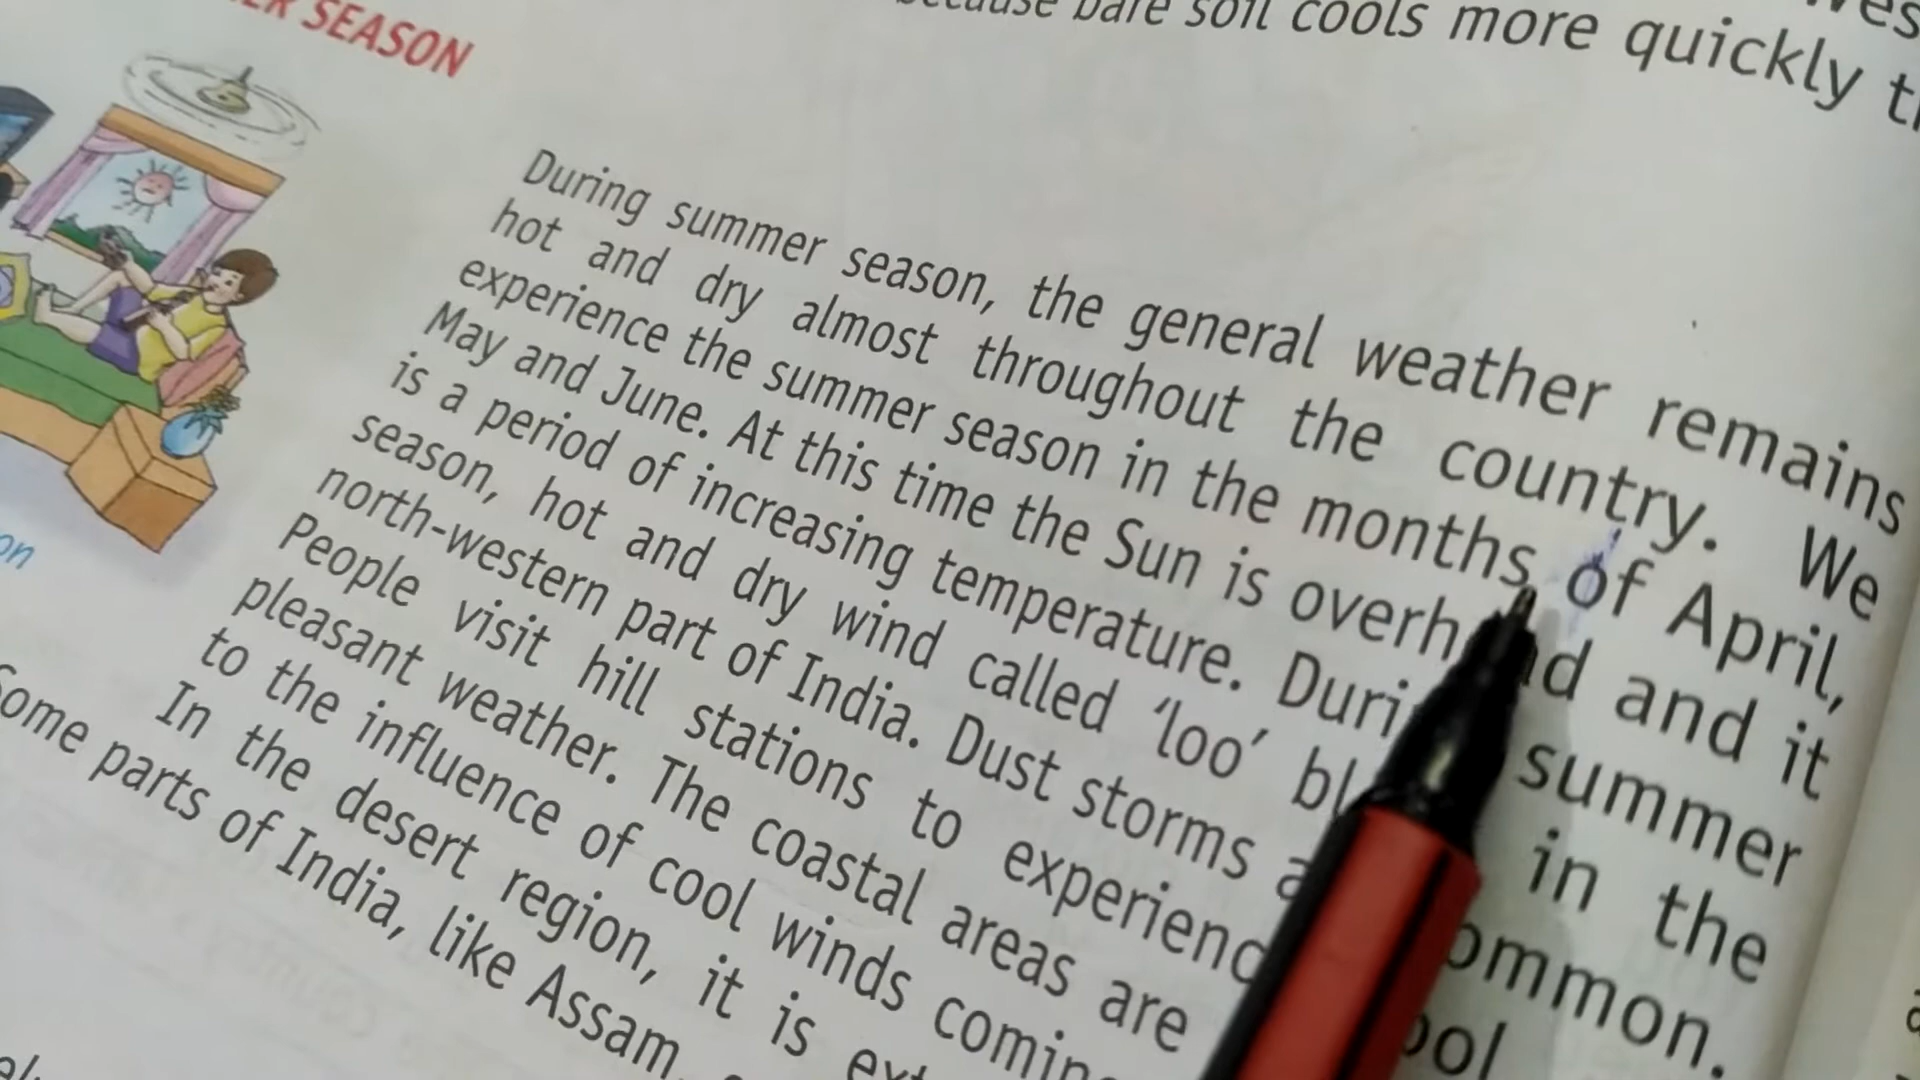 SEASON
bare soil cools more quickly
During summer season, the general weather remains
hot and dry almost throughout the country. We
experience the summer season in the months of April,
May and June. At this time the Sun is overh d and it
is a period of increasing temperature. Duri summer
season, hot and dry wind called ‘loo’ bl in the
north-western part of India. Dust storms a ommon.
People visit hill stations to experienc ool
pleasant weather. The coastal areas are
to the influence of cool winds coming
In the desert region, it is ext
Some parts of India, like Assam,
on